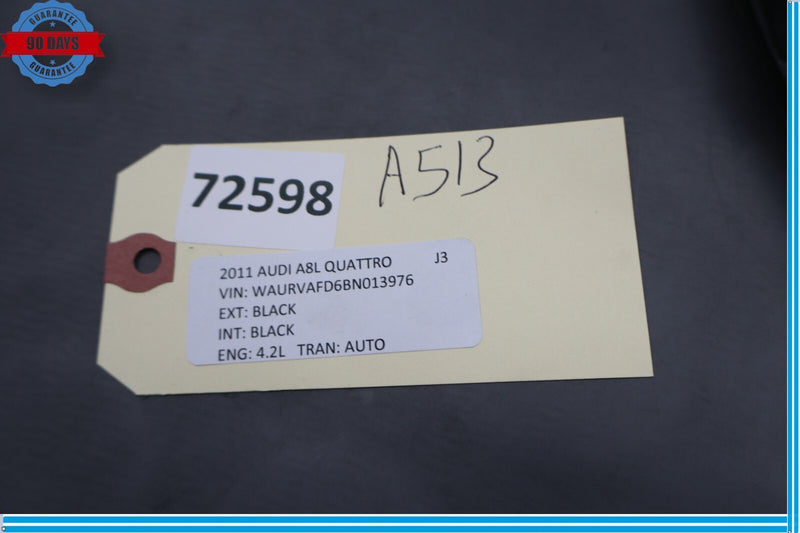 GUARANTEE
90 DAYS
GUARANTEE
72598
A513
2011 AUDI A8L QUATTRO J3
VIN: WAURVAFD6BN013976
EXT: BLACK
INT: BLACK
ENG: 4.2L TRAN: AUTO